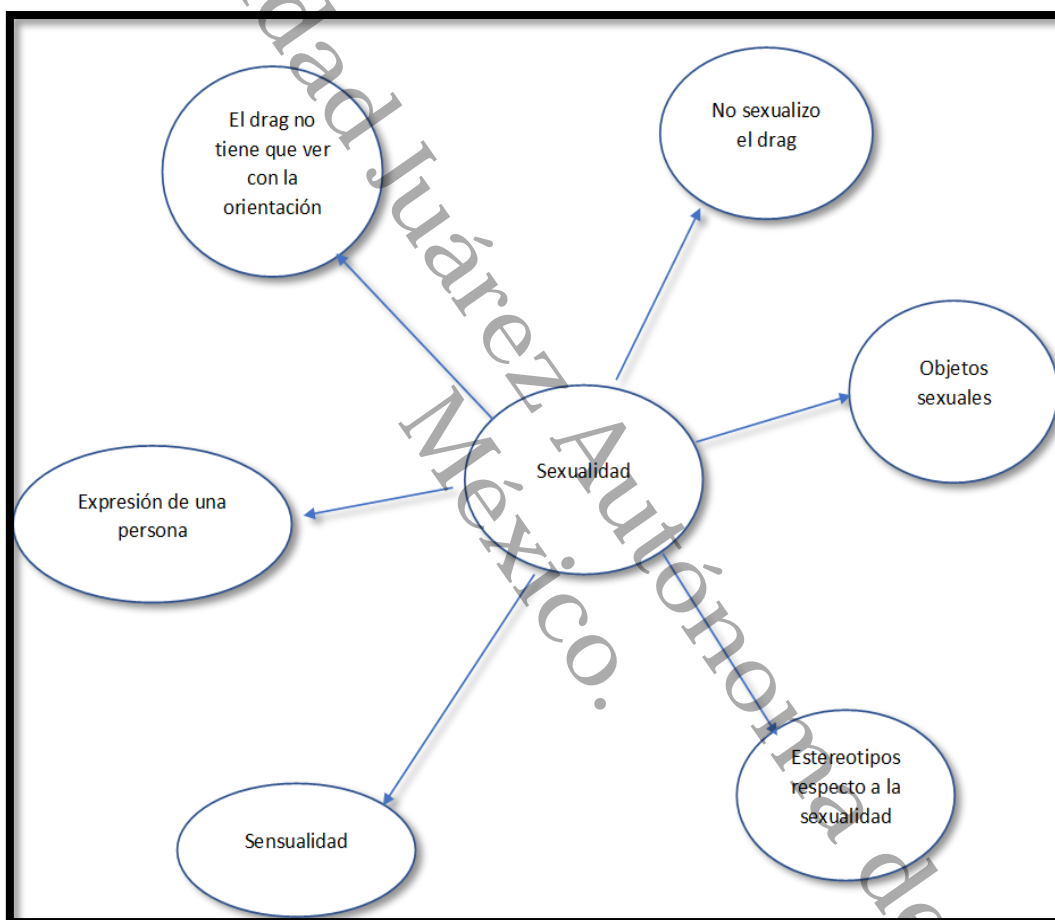 El drag no
tiene que ver
con la
orientación
No sexualizo
el drag
Objetos
sexuales
Sexualidad
Expresión de una
persona
Estereotipos
respecto a la
sexualidad
Sensualidad
dad Juárez Autónoma de
México.